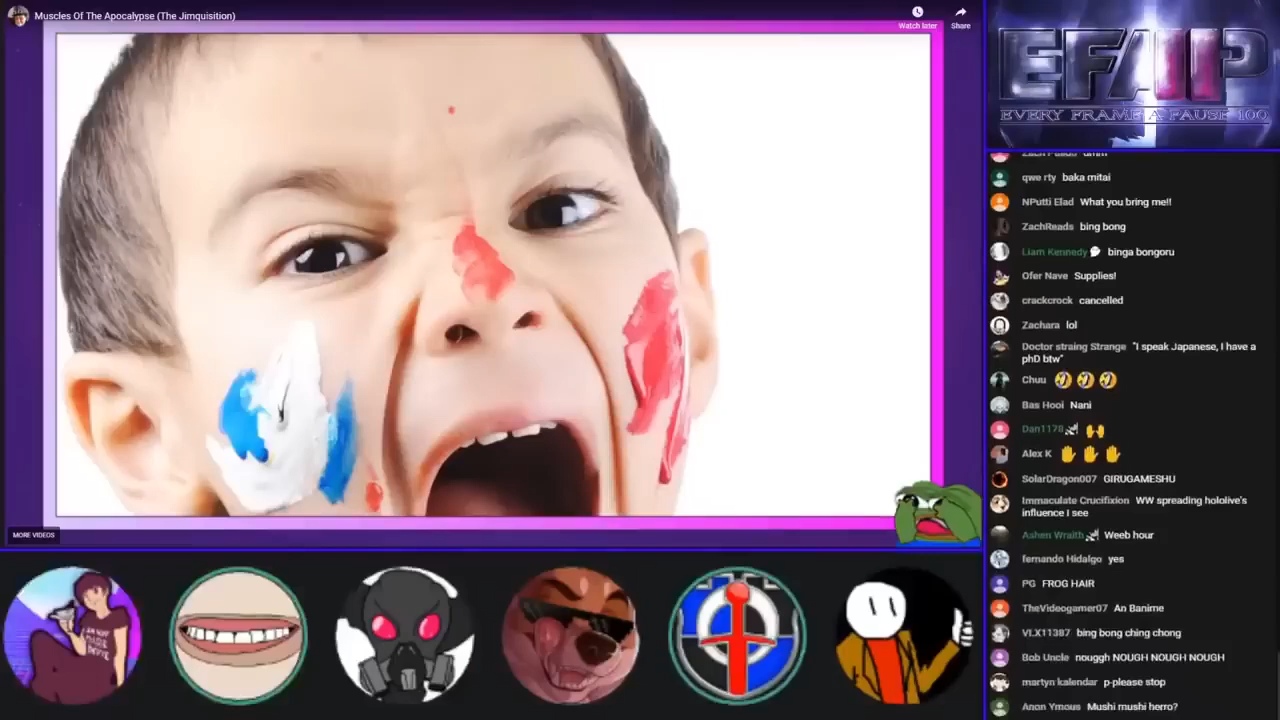 Muscles Of The Apocalypse (The Jimquisition)
Watch later
Share
MORE VIDEOS
EFAP
EVERY FRAME A PAUSE 100
qwe rty baka mitai
NPutti Elad What you bring me!!
ZachReads bing bong
Liam Kennedy binga bongoru
Ofer Nave Supplies!
crackcrock cancelled
Zachara lol
Doctor straing Strange "I speak Japanese, I have a
phD btw"
Chuu
Bas Hooi Nani
Dan1178
Alex K
SolarDragon007 GIRUGAMESHU
Immaculate Crucifixion WW spreading hololive's
influence I see
Ashen Wraith Weeb hour
fernando Hidalgo yes
PG FROG HAIR
TheVideogamer07 An Banime
VLX11387 bing bong ching chong
Bob Uncle nouggh NOUGH NOUGH NOUGH
martyn kalendar p-please stop
Anon Ymous Mushi mushi herro?